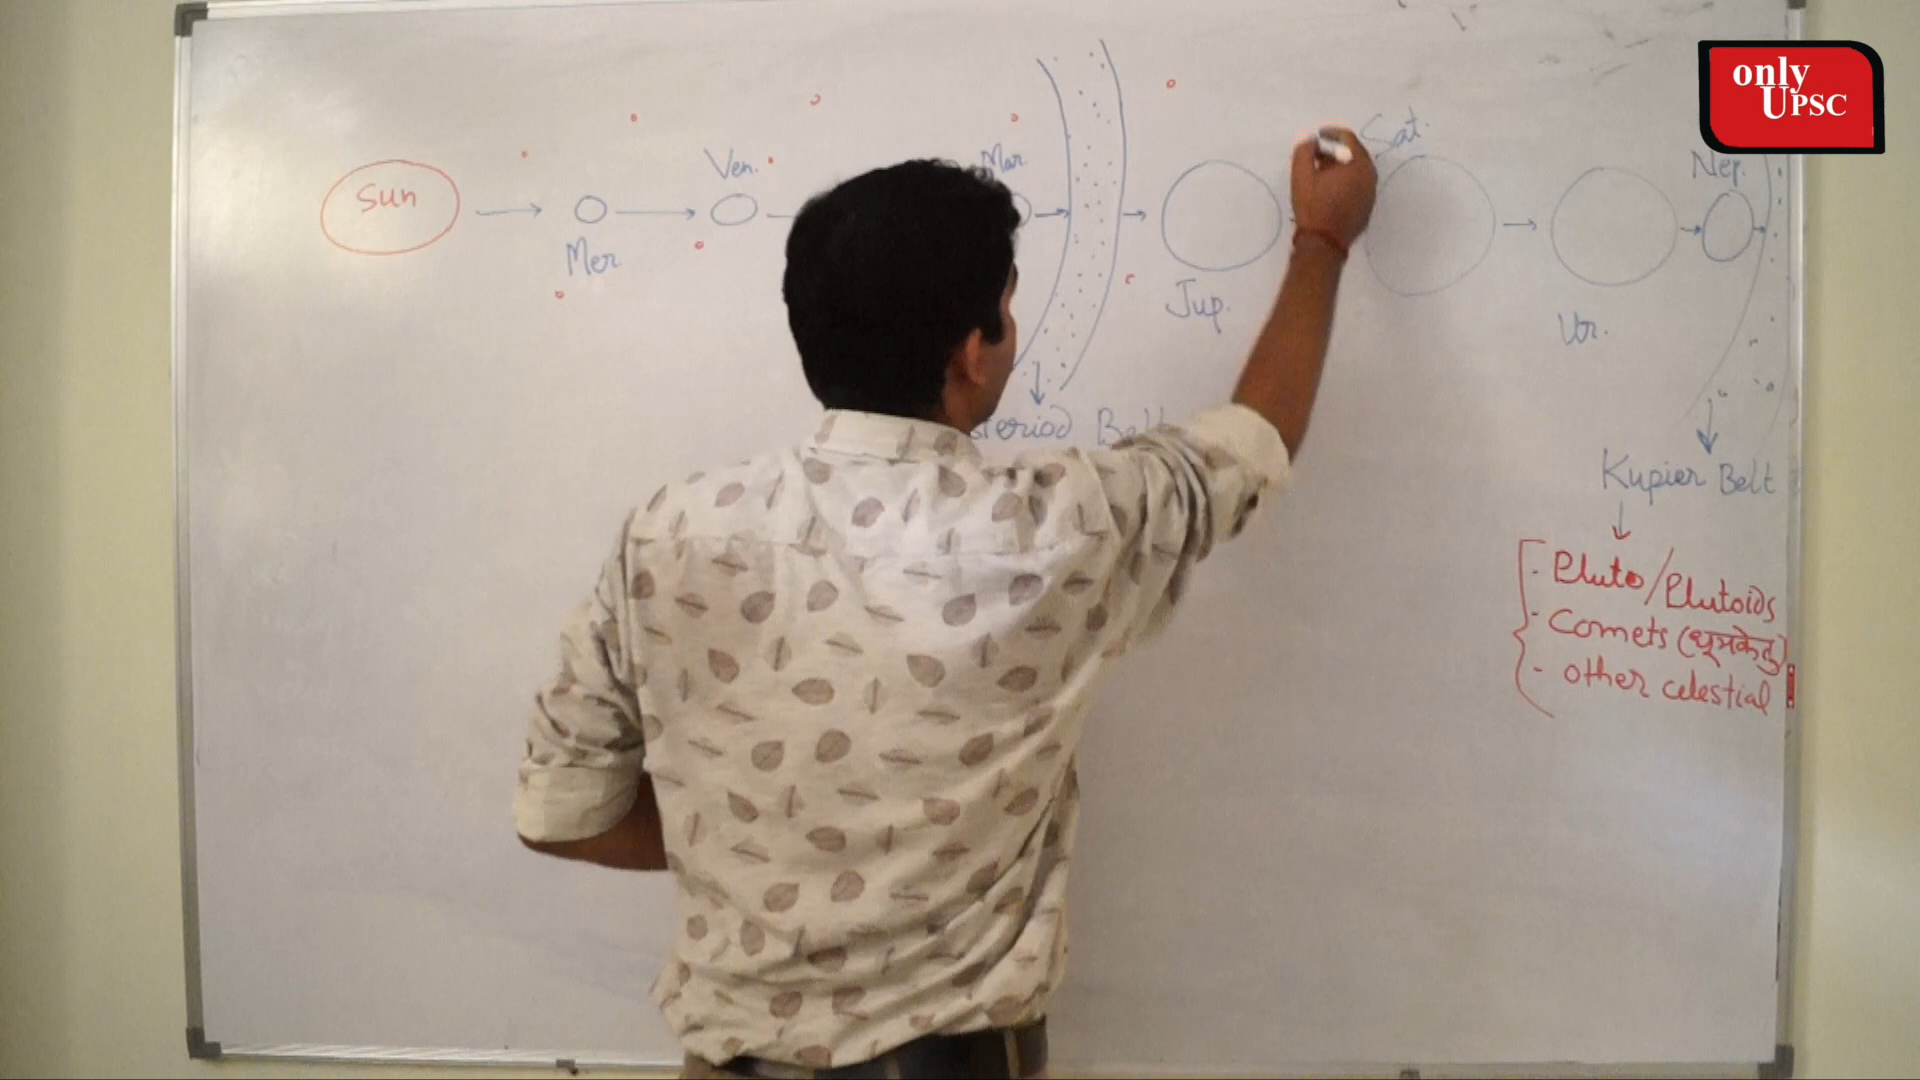 only
UPSC
Sat.
Ven.
Mar.
Nep.
Sun
Mer.
Jup.
Ur.
steriod Belt
Kupier Belt
- Pluto/Plutoids
- Comets (धूमकेतु)
- other celestial